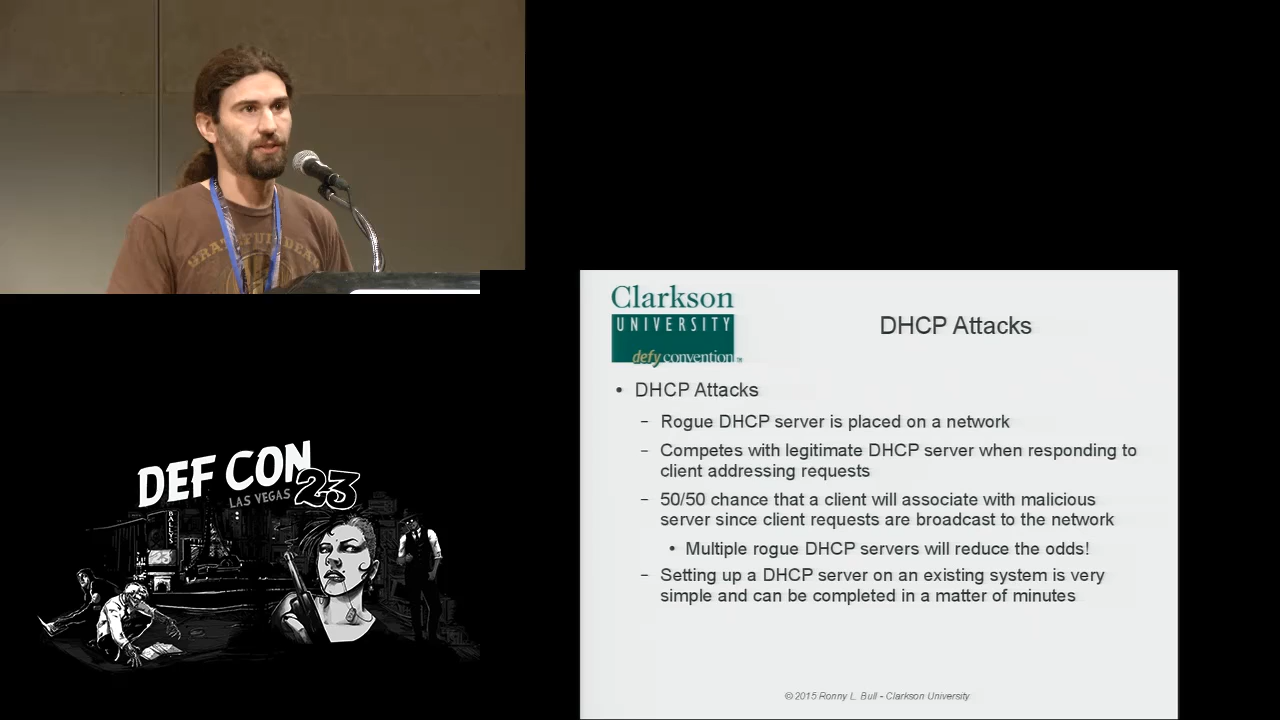 GRATEFUL DEAD
Clarkson
UNIVERSITY
defy convention™
DHCP Attacks
• DHCP Attacks
– Rogue DHCP server is placed on a network
– Competes with legitimate DHCP server when responding to
client addressing requests
– 50/50 chance that a client will associate with malicious
server since client requests are broadcast to the network
• Multiple rogue DHCP servers will reduce the odds!
– Setting up a DHCP server on an existing system is very
simple and can be completed in a matter of minutes
© 2015 Ronny L. Bull - Clarkson University
DEF CON
LAS VEGAS 23
BALLYS